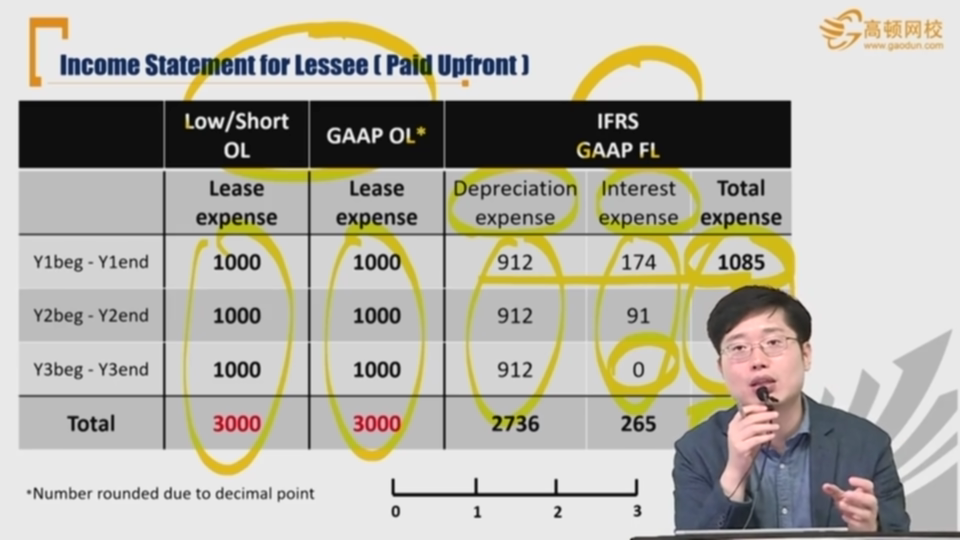 高顿网校
www.gaodun.com
Income Statement for Lessee ( Paid Upfront )
Low/Short
OL
GAAP OL*
IFRS
GAAP FL
Lease
expense
Lease
expense
Depreciation
expense
Interest
expense
Total
expense
Y1beg - Y1end 1000 1000 912 174 1085
Y2beg - Y2end 1000 1000 912 91
Y3beg - Y3end 1000 1000 912 0
Total 3000 3000 2736 265
*Number rounded due to decimal point
0 1 2 3